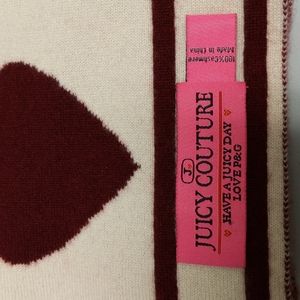 100% Cashmere
Made in China
J.
JUICY COUTURE
HAVE A JUICY DAY
LOVE P&G